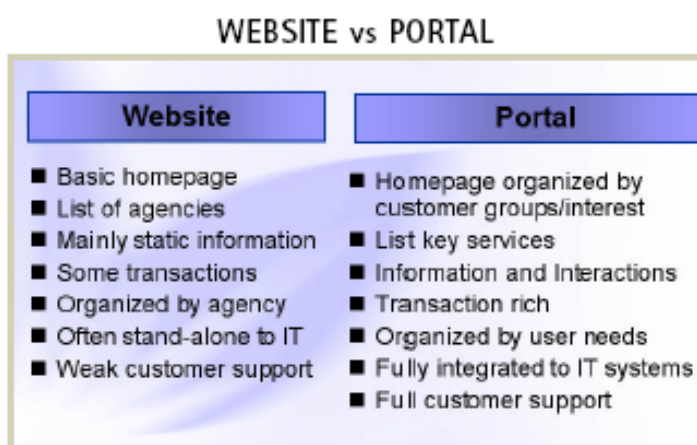 WEBSITE vs PORTAL
Website
■ Basic homepage
■ List of agencies
■ Mainly static information
■ Some transactions
■ Organized by agency
■ Often stand-alone to IT
■ Weak customer support
Portal
■ Homepage organized by
customer groups/interest
■ List key services
■ Information and Interactions
■ Transaction rich
■ Organized by user needs
■ Fully integrated to IT systems
■ Full customer support